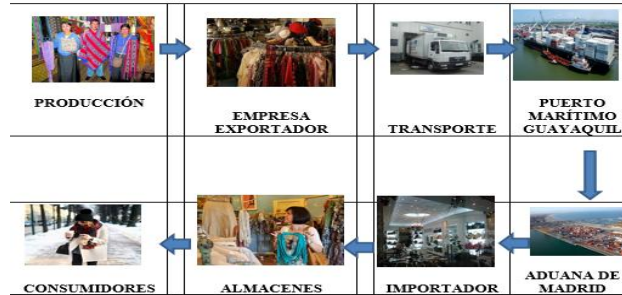 PRODUCCIÓN
EMPRESA
EXPORTADOR
TRANSPORTE
PUERTO
MARÍTIMO
GUAYAQUIL
CONSUMIDORES
ALMACENES
IMPORTADOR
ADUANA DE
MADRID